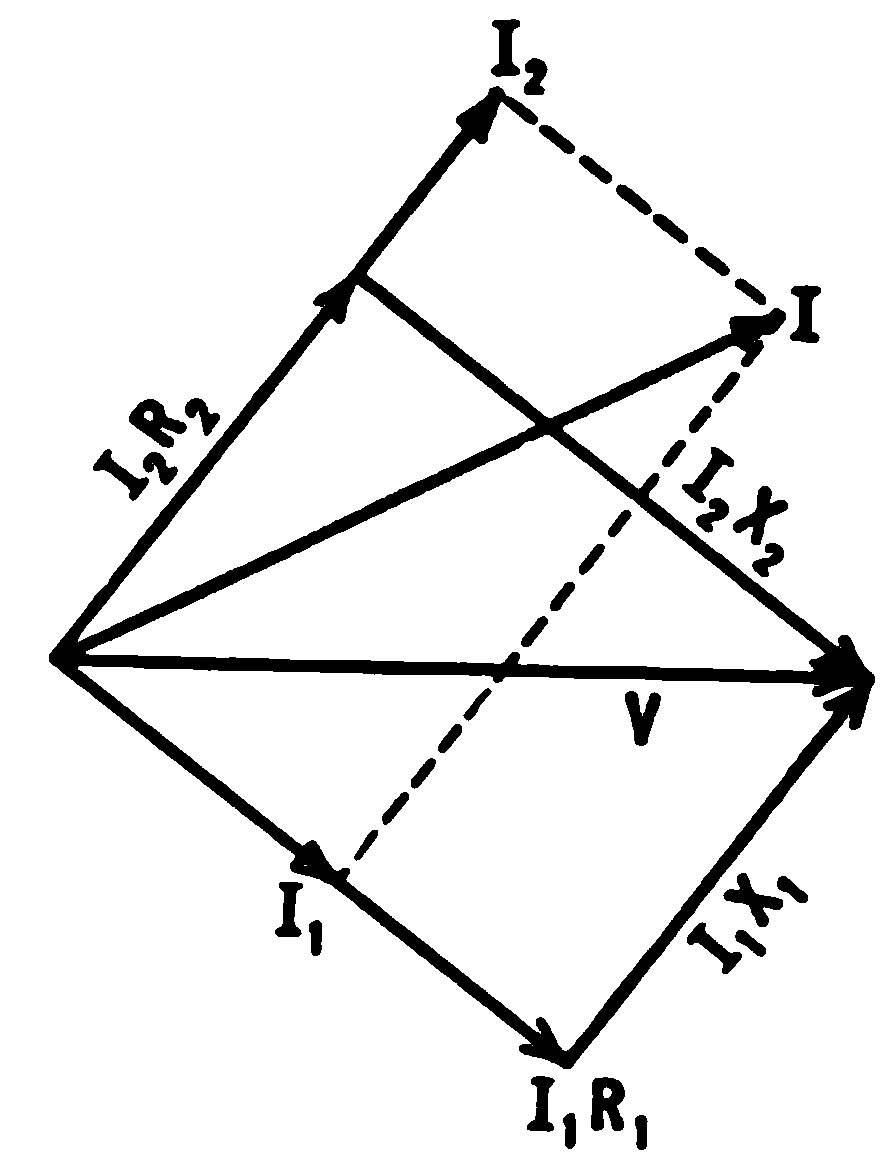 I₂
I
I₂R₂
I₂X₂
V
I₁
I₁X₁
I₁R₁